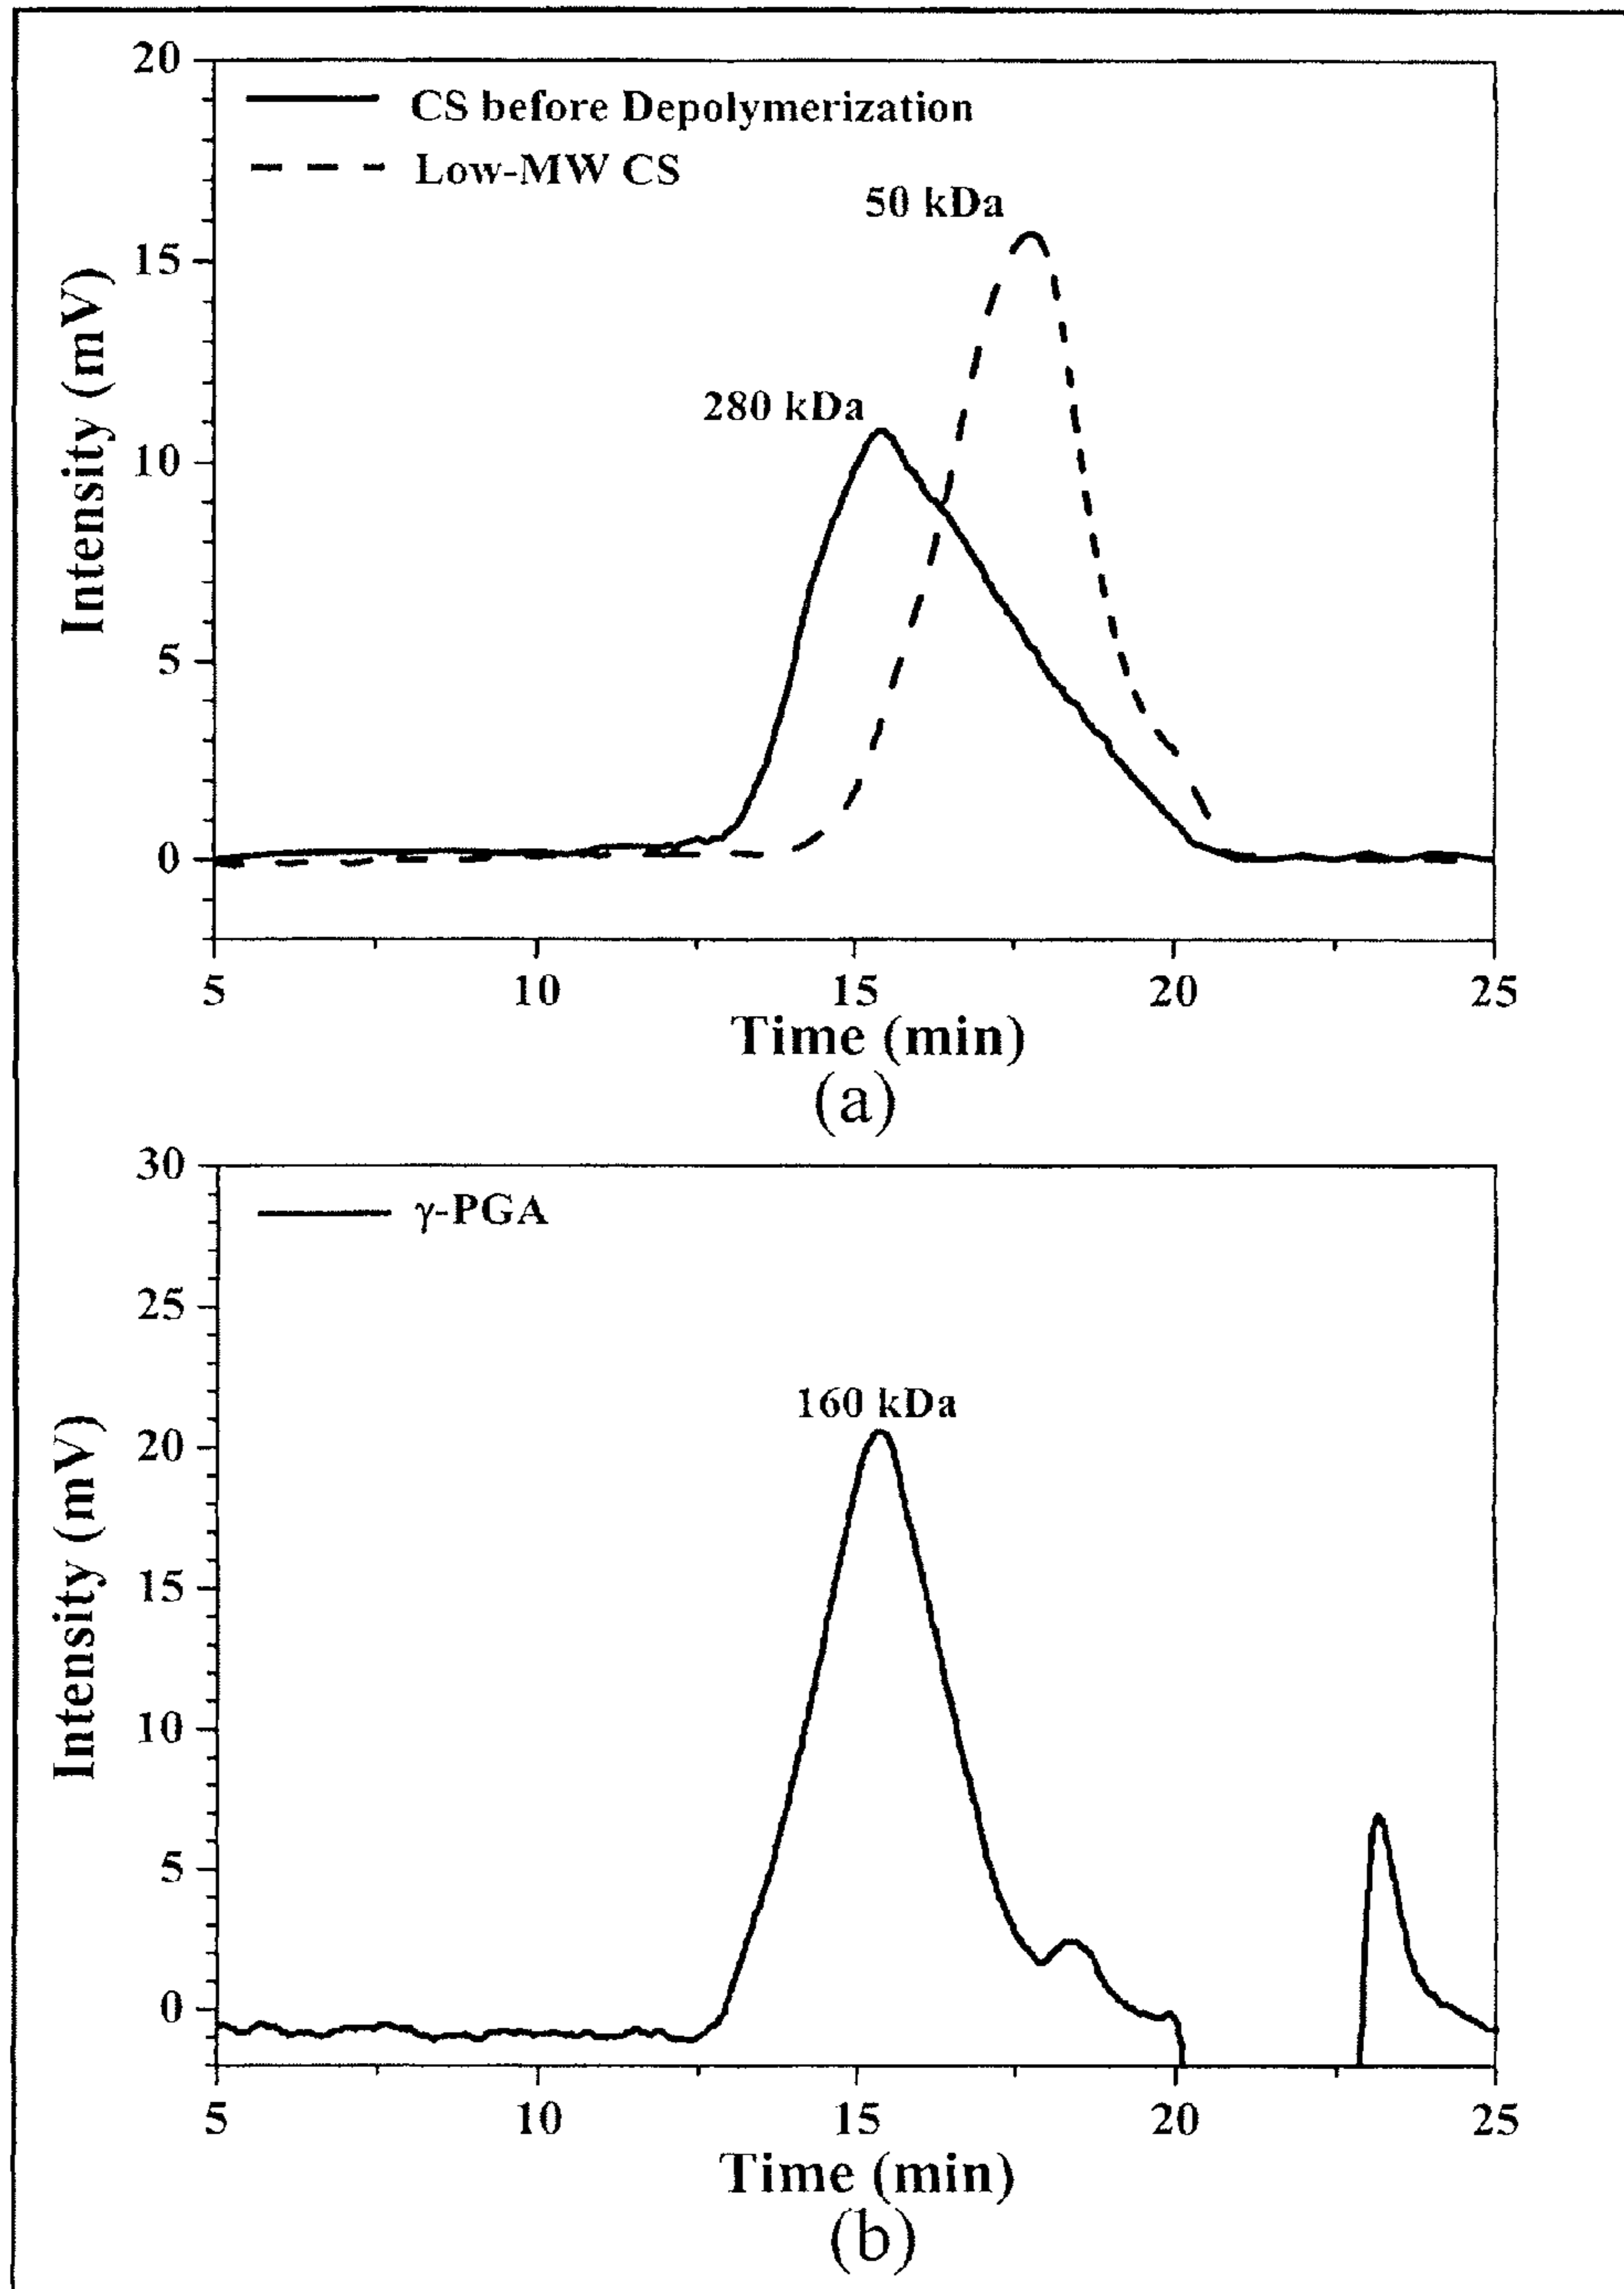 20
CS before Depolymerization
Low-MW CS
50 kDa
15
280 kDa
10
5
0
Intensity (mV)
5 10 15 20 25
Time (min)
(a)
30
γ-PGA
25
160 kDa
20
15
10
5
0
Intensity (mV)
5 10 15 20 25
Time (min)
(b)